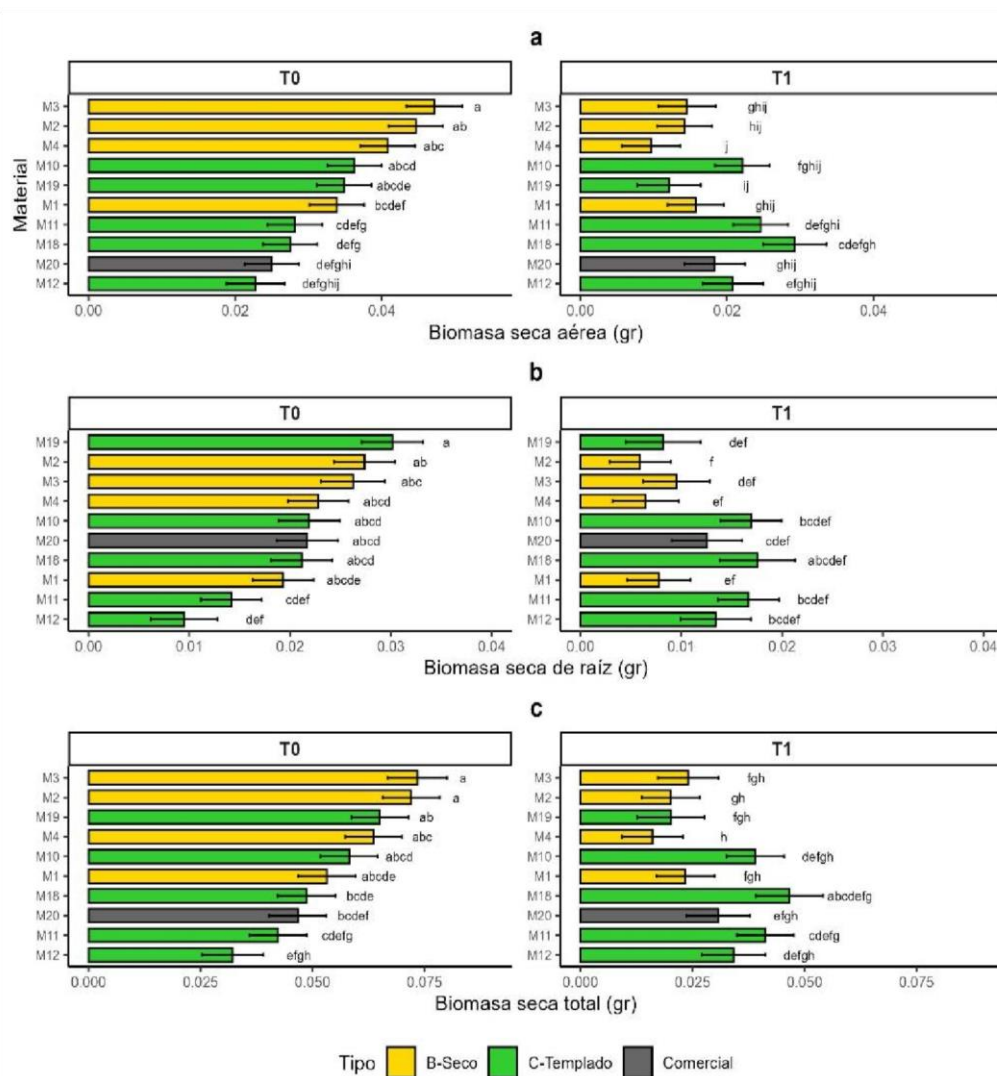 a
T0
T1
Material
M3
a
M2
ab
M4
abc
M10
abcd
M19
abcde
M1
bcdef
M11
cdefg
M18
defg
M20
defghi
M12
defghij
0.00 0.02 0.04
M3
ghij
M2
hij
M4
j
M10
fghij
M19
ij
M1
ghij
M11
defghi
M18
cdefgh
M20
ghij
M12
efghij
0.00 0.02 0.04
Biomasa seca aérea (gr)
b
T0
T1
M19
a
M2
ab
M3
abc
M4
abcd
M10
abcd
M20
abcd
M18
abcd
M1
abcde
M11
cdef
M12
def
0.00 0.01 0.02 0.03 0.04
M19
def
M2
f
M3
def
M4
ef
M10
bcdef
M20
cdef
M18
abcdef
M1
ef
M11
bcdef
M12
bcdef
0.00 0.01 0.02 0.03 0.04
Biomasa seca de raíz (gr)
c
T0
T1
M3
a
M2
a
M19
ab
M4
abc
M10
abcd
M1
abcde
M18
bcde
M20
bcdef
M11
cdefg
M12
efgh
0.000 0.025 0.050 0.075
M3
fgh
M2
gh
M19
fgh
M4
h
M10
defgh
M1
fgh
M18
abcdefg
M20
efgh
M11
cdefg
M12
defgh
0.000 0.025 0.050 0.075
Biomasa seca total (gr)
Tipo B-Seco C-Templado Comercial